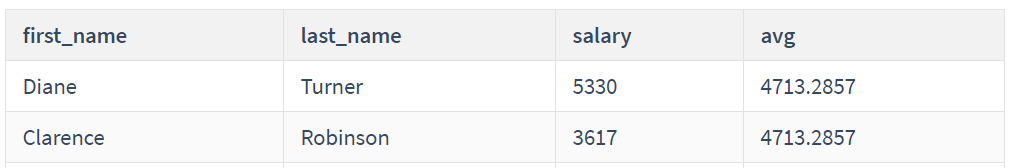 first_name last_name salary avg
Diane Turner 5330 4713.2857
Clarence Robinson 3617 4713.2857